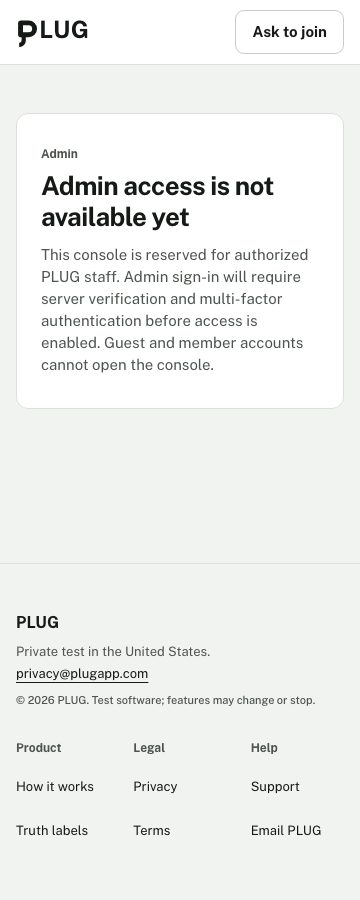 PLUG
Ask to join
Admin
Admin access is not
available yet
This console is reserved for authorized
PLUG staff. Admin sign-in will require
server verification and multi-factor
authentication before access is
enabled. Guest and member accounts
cannot open the console.
PLUG
Private test in the United States.
privacy@plugapp.com
© 2026 PLUG. Test software; features may change or stop.
Product
Legal
Help
How it works
Privacy
Support
Truth labels
Terms
Email PLUG